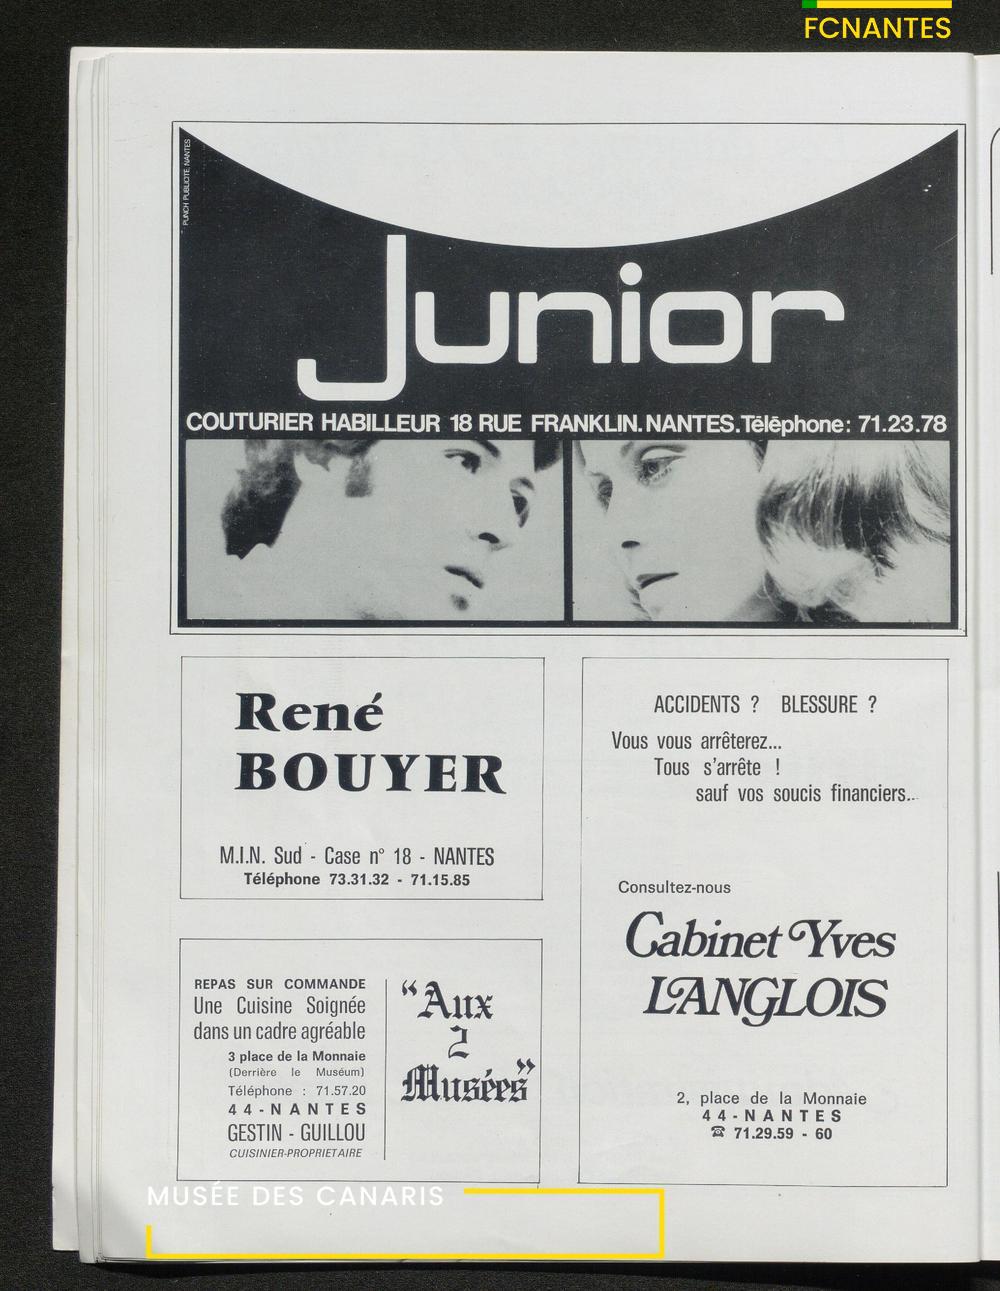 FCNANTES
PUNCH PUBLICITE NANTES
Junior
COUTURIER HABILLEUR 18 RUE FRANKLIN. NANTES. Téléphone : 71.23.78
René
BOUYER
M.I.N. Sud - Case n° 18 - NANTES
Téléphone 73.31.32 - 71.15.85
REPAS SUR COMMANDE
Une Cuisine Soignée
dans un cadre agréable
3 place de la Monnaie
(Derrière le Muséum)
Téléphone : 71.57.20
44-NANTES
GESTIN - GUILLOU
CUISINIER-PROPRIETAIRE
"Aux
2
Musées"
ACCIDENTS ? BLESSURE ?
Vous vous arrêterez...
Tous s'arrête !
sauf vos soucis financiers...
Consultez-nous
Cabinet Yves
LANGLOIS
2, place de la Monnaie
44-NANTES
☎ 71.29.59 - 60
MUSÉE DES CANARIS